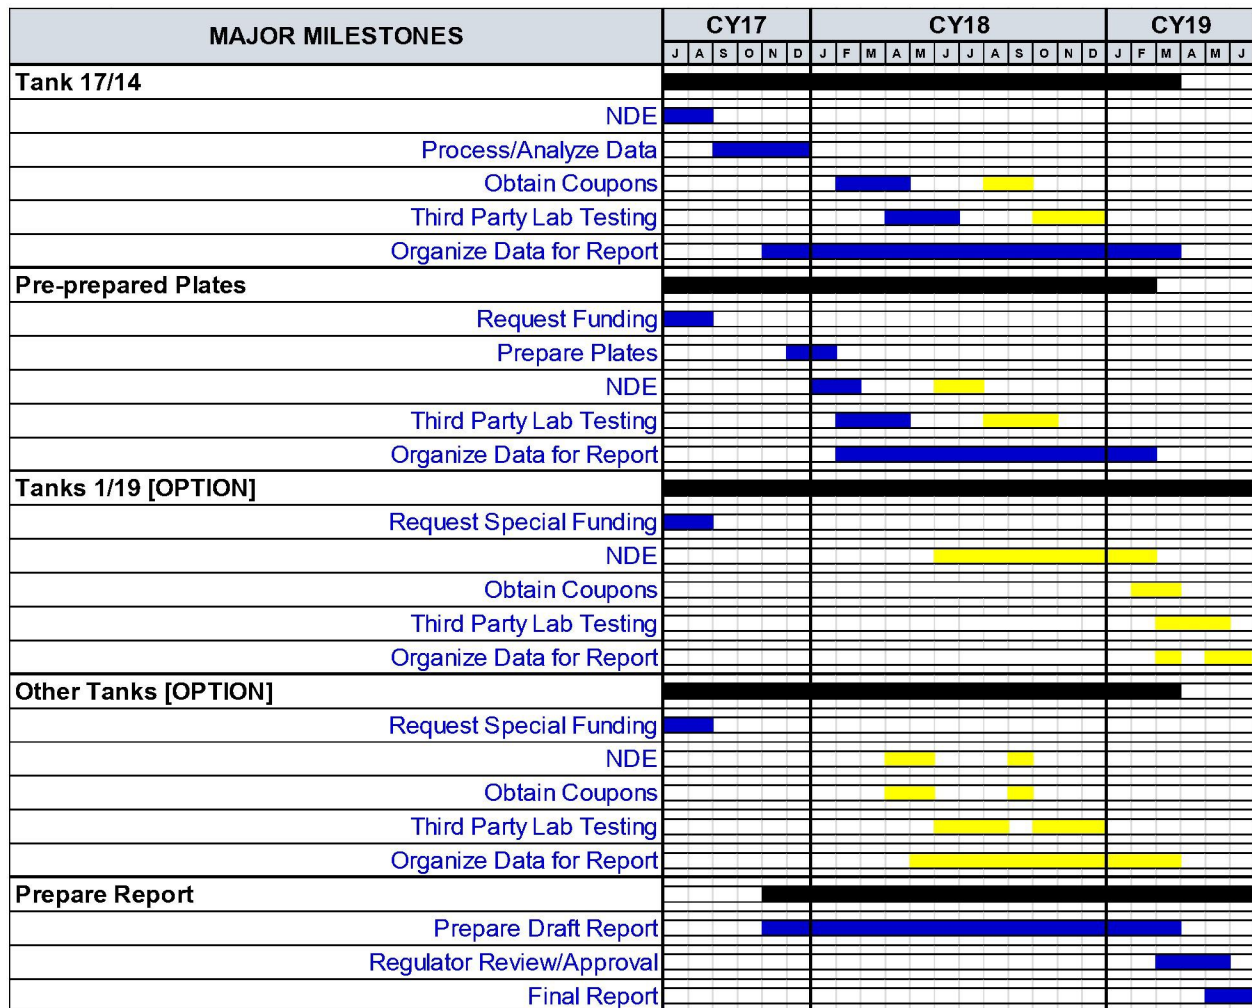 MAJOR MILESTONES CY17 CY18 CY19
J A S O N D J F M A M J J A S O N D J F M A M J
Tank 17/14
NDE
Process/Analyze Data
Obtain Coupons
Third Party Lab Testing
Organize Data for Report
Pre-prepared Plates
Request Funding
Prepare Plates
NDE
Third Party Lab Testing
Organize Data for Report
Tanks 1/19 [OPTION]
Request Special Funding
NDE
Obtain Coupons
Third Party Lab Testing
Organize Data for Report
Other Tanks [OPTION]
Request Special Funding
NDE
Obtain Coupons
Third Party Lab Testing
Organize Data for Report
Prepare Report
Prepare Draft Report
Regulator Review/Approval
Final Report